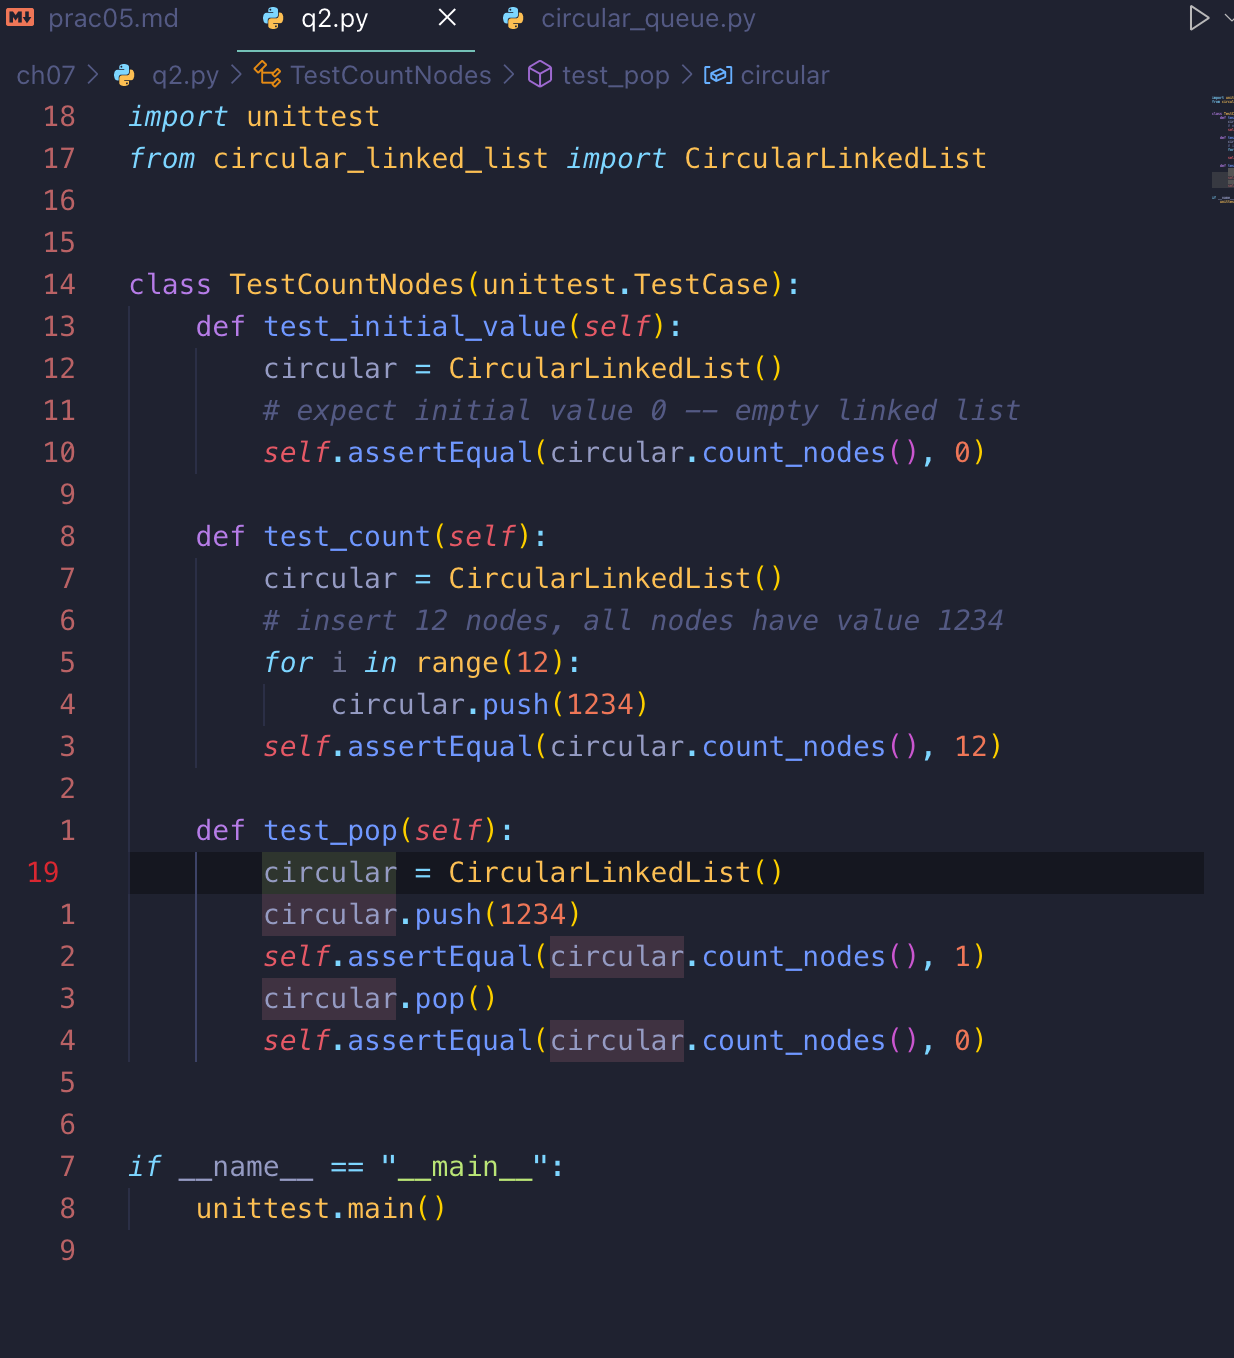 prac05.md q2.py circular_queue.py
ch07 > q2.py > TestCountNodes > test_pop > circular
18 import unittest
17 from circular_linked_list import CircularLinkedList
16
15
14 class TestCountNodes(unittest.TestCase):
13     def test_initial_value(self):
12         circular = CircularLinkedList()
11         # expect initial value 0 -- empty linked list
10         self.assertEqual(circular.count_nodes(), 0)
9
8     def test_count(self):
7         circular = CircularLinkedList()
6         # insert 12 nodes, all nodes have value 1234
5         for i in range(12):
4             circular.push(1234)
3         self.assertEqual(circular.count_nodes(), 12)
2
1     def test_pop(self):
19         circular = CircularLinkedList()
1         circular.push(1234)
2         self.assertEqual(circular.count_nodes(), 1)
3         circular.pop()
4         self.assertEqual(circular.count_nodes(), 0)
5
6
7 if __name__ == "__main__":
8     unittest.main()
9